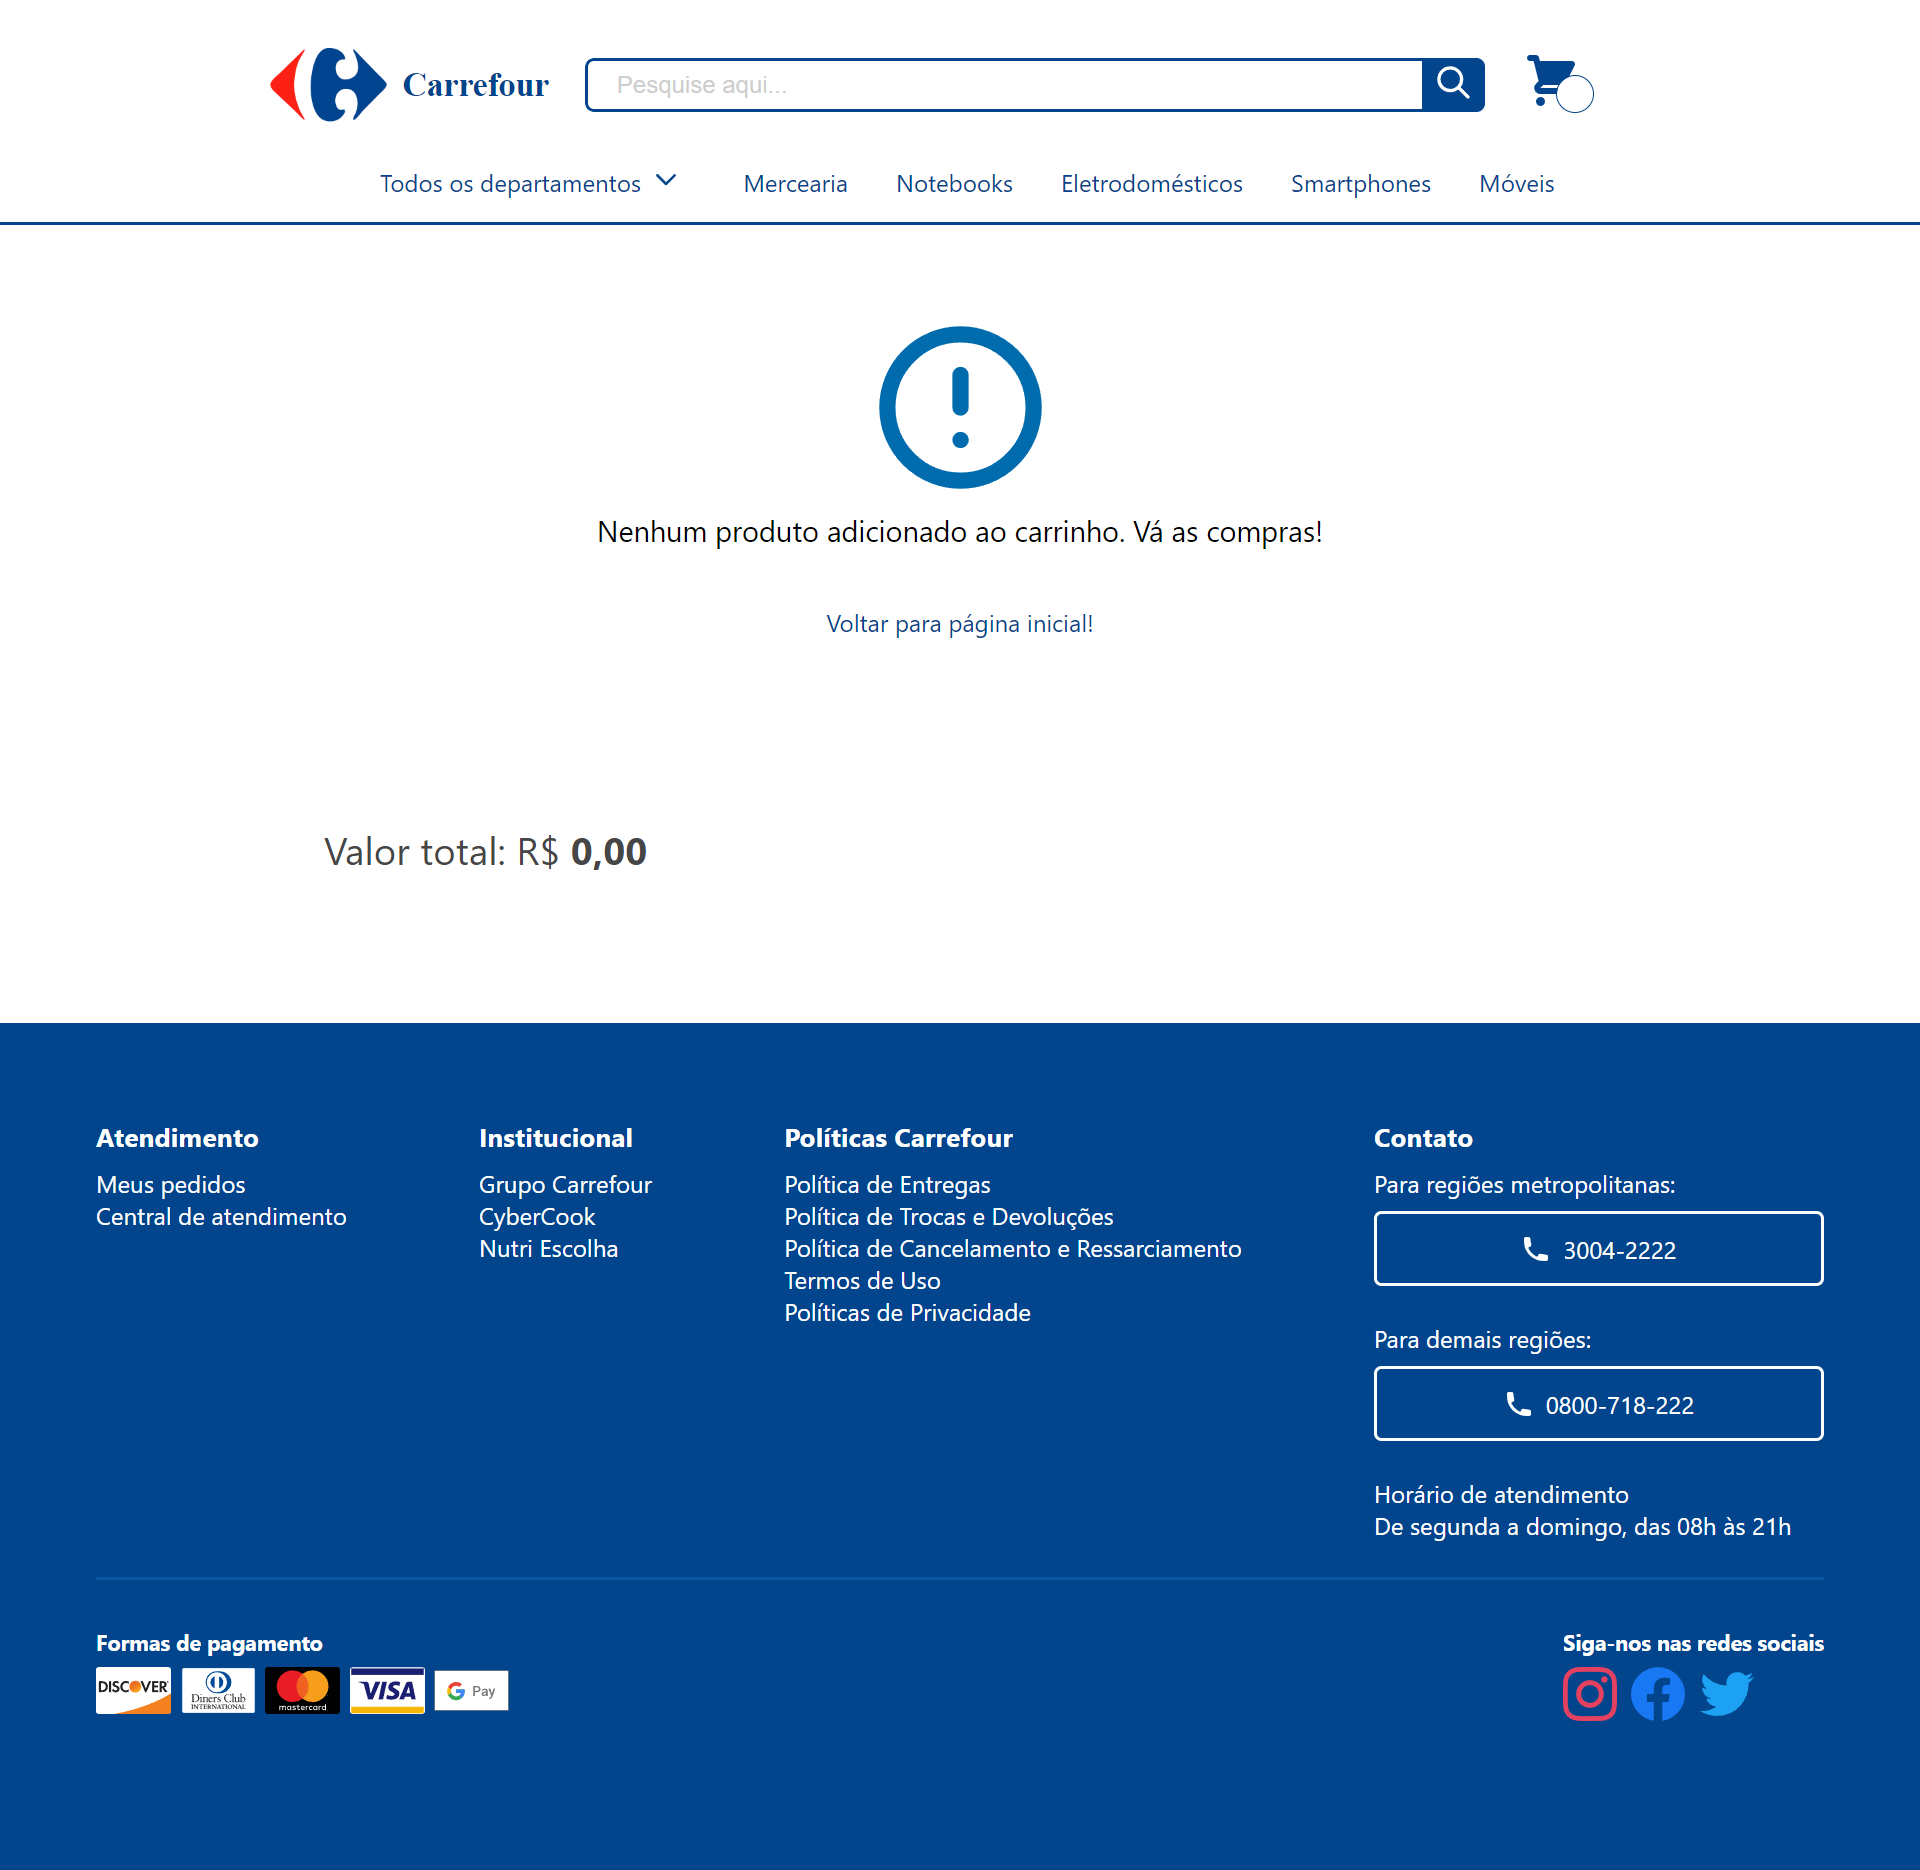 Carrefour
Pesquise aqui...
Todos os departamentos Mercearia Notebooks Eletrodomésticos Smartphones Móveis
Nenhum produto adicionado ao carrinho. Vá as compras!
Voltar para página inicial!
Valor total: R$ 0,00
Atendimento
Meus pedidos
Central de atendimento
Institucional
Grupo Carrefour
CyberCook
Nutri Escolha
Políticas Carrefour
Política de Entregas
Política de Trocas e Devoluções
Política de Cancelamento e Ressarciamento
Termos de Uso
Políticas de Privacidade
Contato
Para regiões metropolitanas:
3004-2222
Para demais regiões:
0800-718-222
Horário de atendimento
De segunda a domingo, das 08h às 21h
Formas de pagamento
DISCOVER
Diners Club
INTERNATIONAL
mastercard
VISA
G Pay
Siga-nos nas redes sociais